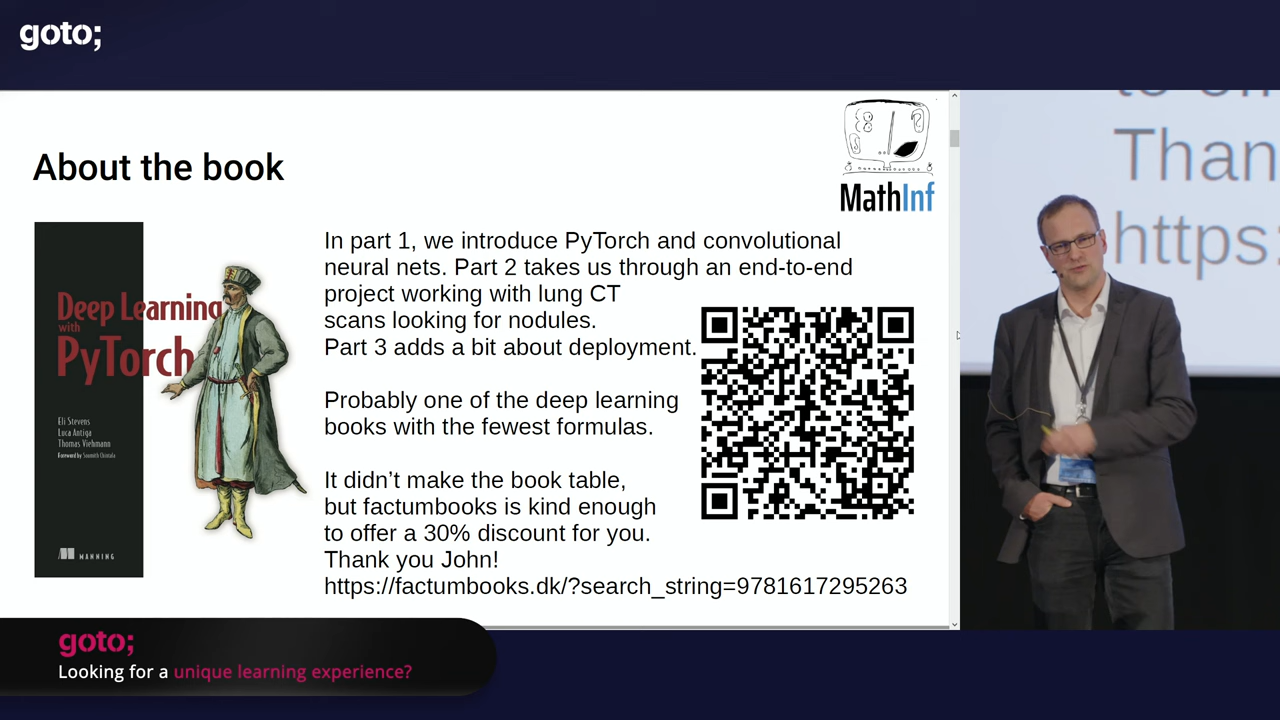 goto;
About the book
MathInf
Deep Learning
with
PyTorch
Eli Stevens
Luca Antiga
Thomas Viehmann
Foreword by Soumith Chintala
MANNING
In part 1, we introduce PyTorch and convolutional
neural nets. Part 2 takes us through an end-to-end
project working with lung CT
scans looking for nodules.
Part 3 adds a bit about deployment.
Probably one of the deep learning
books with the fewest formulas.
It didn’t make the book table,
but factumbooks is kind enough
to offer a 30% discount for you.
Thank you John!
https://factumbooks.dk/?search_string=9781617295263
Than
https:
goto;
Looking for a unique learning experience?